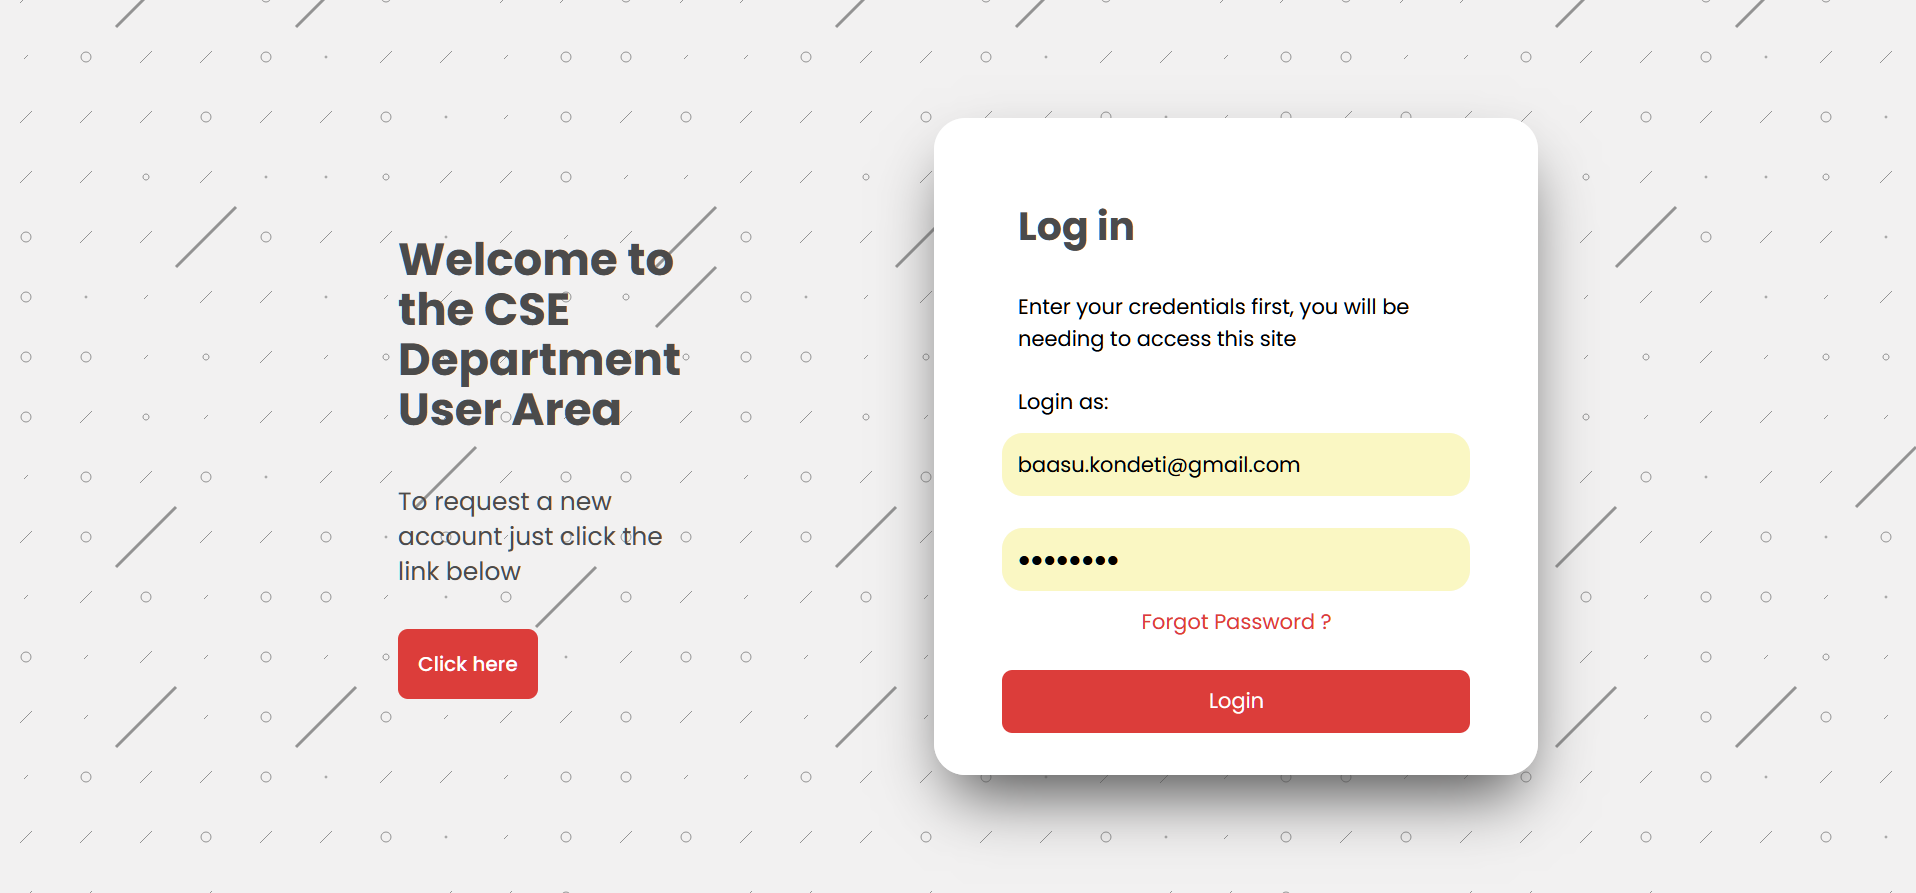 Welcome to
the CSE
Department
User Area
To request a new
account just click the
link below
Click here
Log in
Enter your credentials first, you will be
needing to access this site
Login as:
baasu.kondeti@gmail.com
••••••••
Forgot Password ?
Login